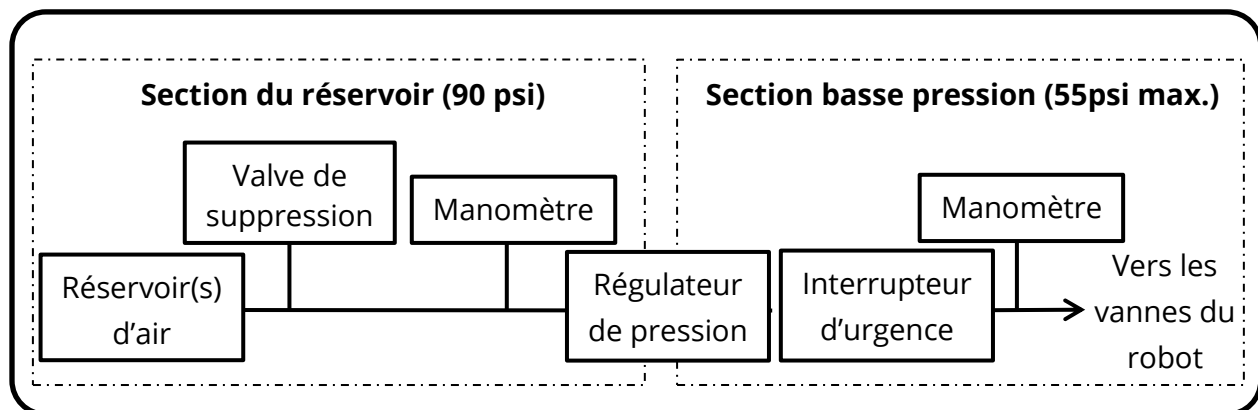 Section du réservoir (90 psi)
Valve de
suppression
Manomètre
Réservoir(s)
d’air
Régulateur
de pression
Section basse pression (55psi max.)
Manomètre
Interrupteur
d’urgence
Vers les
vannes du
robot